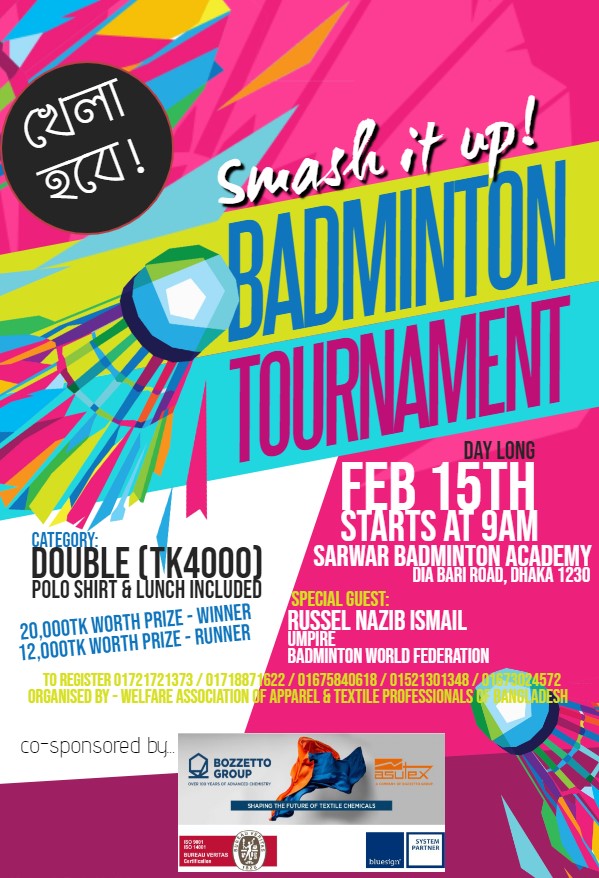 খেলা
হবে!
smash it up!
BADMINTON
TOURNAMENT
DAY LONG
FEB 15TH
STARTS AT 9AM
SARWAR BADMINTON ACADEMY
DIA BARI ROAD, DHAKA 1230
CATEGORY:
DOUBLE (TK4000)
POLO SHIRT & LUNCH INCLUDED
20,000TK WORTH PRIZE - WINNER
12,000TK WORTH PRIZE - RUNNER
SPECIAL GUEST:
RUSSEL NAZIB ISMAIL
UMPIRE
BADMINTON WORLD FEDERATION
TO REGISTER 01721721373 / 01718871622 / 01675840618 / 01521301348 / 01673024572
ORGANISED BY - WELFARE ASSOCIATION OF APPAREL & TEXTILE PROFESSIONALS OF BANGLADESH
co-sponsored by...
BOZZETTO
GROUP
OVER 100 YEARS OF ADVANCED CHEMISTRY
asutex
SHAPING THE FUTURE OF TEXTILE CHEMICALS
ISO 9001
ISO 14001
BUREAU VERITAS
Certification
BUREAU VERITAS
1828
bluesign®
SYSTEM
PARTNER